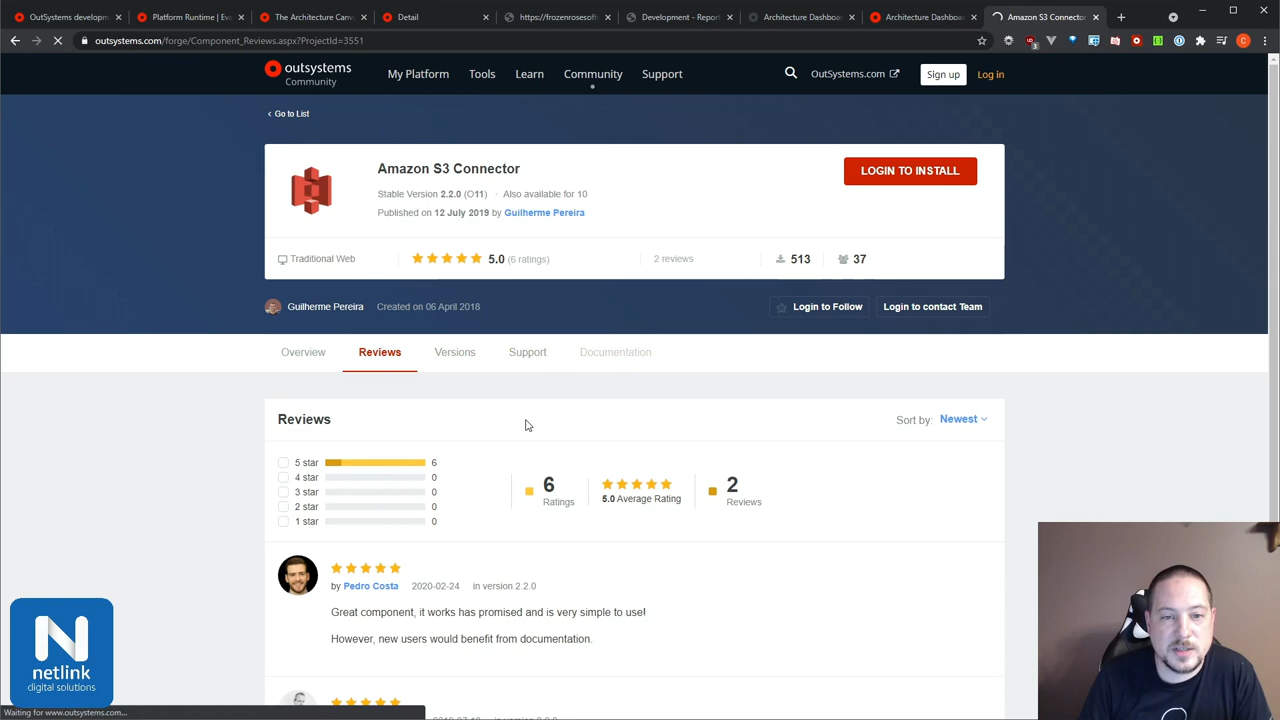 OutSystems developm
Platform Runtime | Eva
The Architecture Canv
Detail
https://frozenrosesoft
Development - Report
Architecture Dashboar
Architecture Dashboar
Amazon S3 Connector
outsystems.com/forge/Component_Reviews.aspx?ProjectId=3551
outsystems
Community
My Platform
Tools
Learn
Community
Support
OutSystems.com
Sign up
Log in
Go to List
Amazon S3 Connector
LOGIN TO INSTALL
Stable Version 2.2.0 (O11) · Also available for 10
Published on 12 July 2019 by Guilherme Pereira
Traditional Web
5.0 (6 ratings)
2 reviews
513
37
Guilherme Pereira
Created on 06 April 2018
Login to Follow
Login to contact Team
Overview
Reviews
Versions
Support
Documentation
Reviews
Sort by: Newest
5 star 6
4 star 0
3 star 0
2 star 0
1 star 0
6
Ratings
5.0 Average Rating
2
Reviews
by Pedro Costa 2020-02-24 in version 2.2.0
Great component, it works has promised and is very simple to use!
However, new users would benefit from documentation.
N
netlink
digital solutions
Waiting for www.outsystems.com...